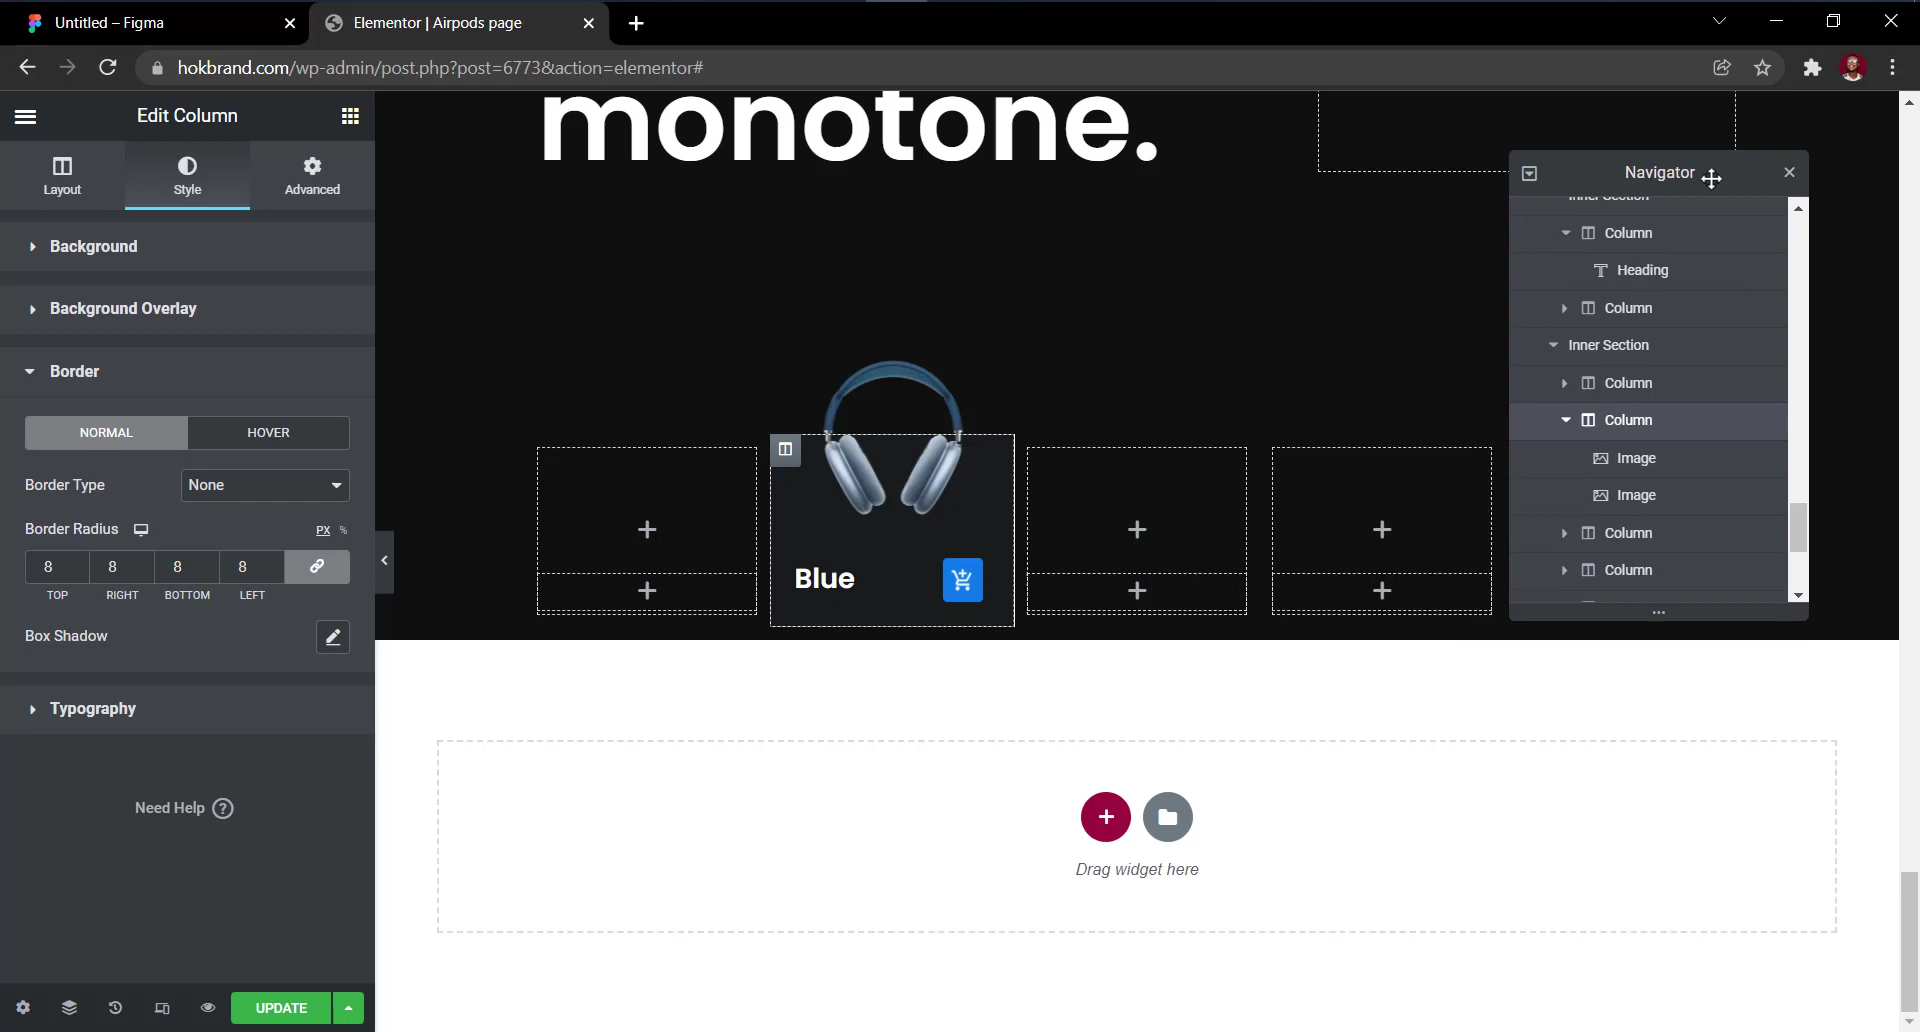 Untitled – Figma
Elementor | Airpods page
hokbrand.com/wp-admin/post.php?post=6773&action=elementor#
Edit Column
Layout
Style
Advanced
Background
Background Overlay
Border
NORMAL
HOVER
Border Type
None
Border Radius
PX
%
8
8
8
8
TOP
RIGHT
BOTTOM
LEFT
Box Shadow
Typography
Need Help
UPDATE
monotone.
Blue
Drag widget here
Navigator
Inner Section
Column
Heading
Column
Inner Section
Column
Column
Image
Image
Column
Column